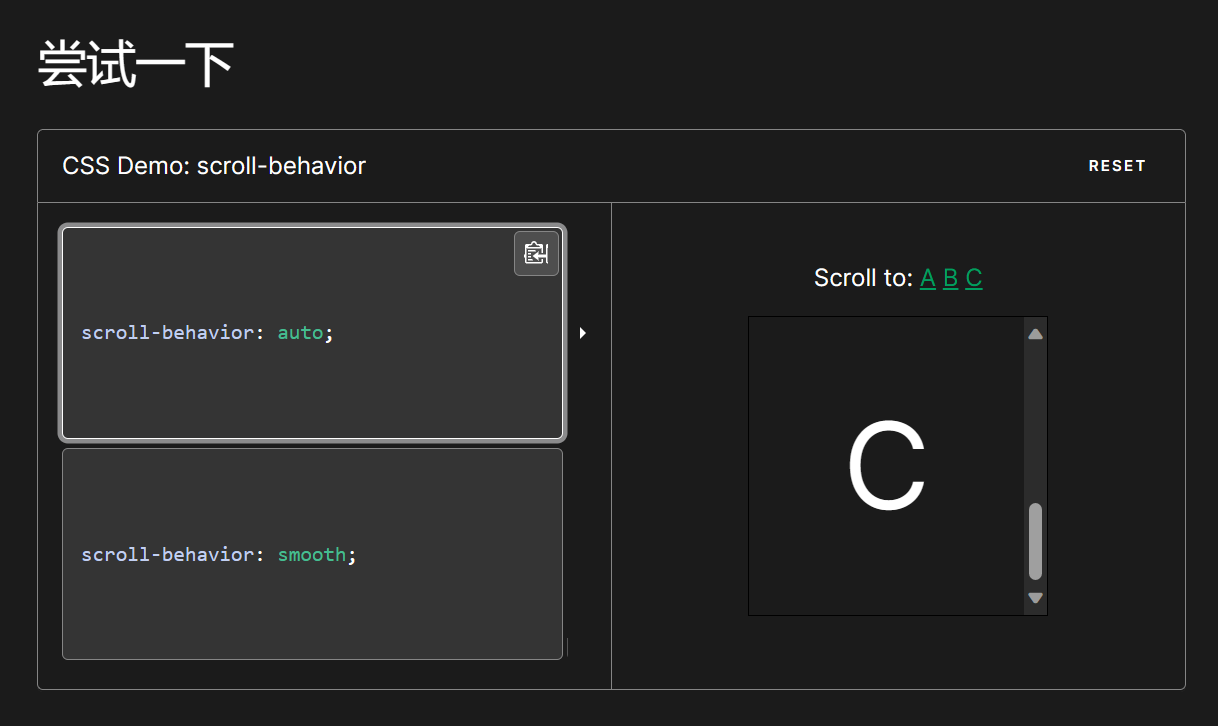 尝试一下
CSS Demo: scroll-behavior
RESET
scroll-behavior: auto;
scroll-behavior: smooth;
Scroll to: A B C
C